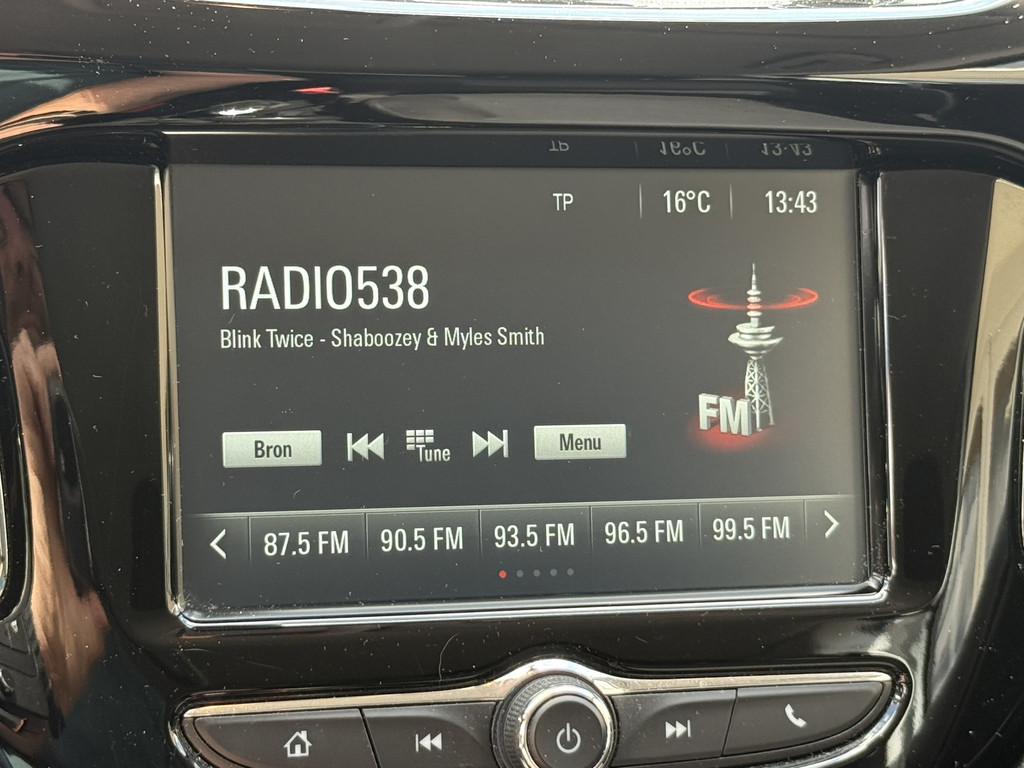 TP 16°C 13:43
RADIO538
Blink Twice - Shaboozey & Myles Smith
FM
Bron Tune Menu
87.5 FM 90.5 FM 93.5 FM 96.5 FM 99.5 FM